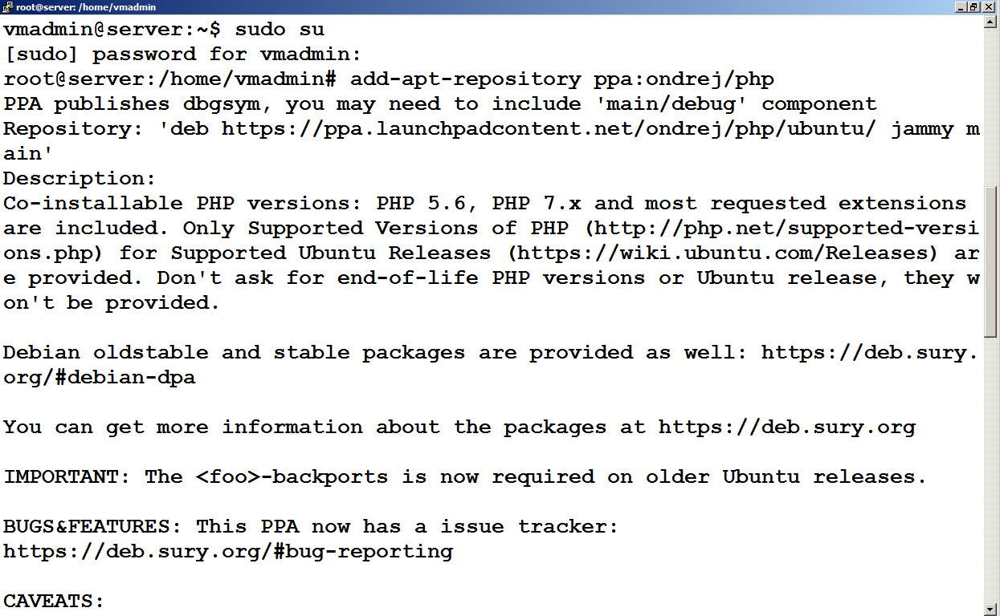 root@server: /home/vmadmin
vmadmin@server:~$ sudo su
[sudo] password for vmadmin:
root@server:/home/vmadmin# add-apt-repository ppa:ondrej/php
PPA publishes dbgsym, you may need to include 'main/debug' component
Repository: 'deb https://ppa.launchpadcontent.net/ondrej/php/ubuntu/ jammy m
ain'
Description:
Co-installable PHP versions: PHP 5.6, PHP 7.x and most requested extensions
are included. Only Supported Versions of PHP (http://php.net/supported-versi
ons.php) for Supported Ubuntu Releases (https://wiki.ubuntu.com/Releases) ar
e provided. Don't ask for end-of-life PHP versions or Ubuntu release, they w
on't be provided.
Debian oldstable and stable packages are provided as well: https://deb.sury.
org/#debian-dpa
You can get more information about the packages at https://deb.sury.org
IMPORTANT: The <foo>-backports is now required on older Ubuntu releases.
BUGS&FEATURES: This PPA now has a issue tracker:
https://deb.sury.org/#bug-reporting
CAVEATS: